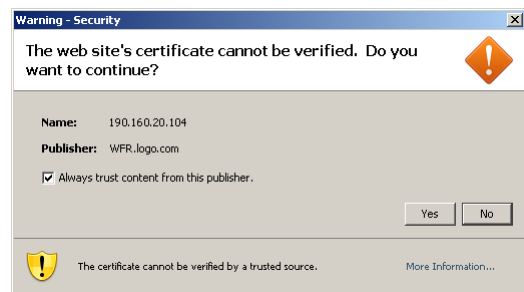 Warning - Security
The web site's certificate cannot be verified. Do you
want to continue?
Name: 190.160.20.104
Publisher: WFR.logo.com
Always trust content from this publisher.
Yes No
The certificate cannot be verified by a trusted source. More Information...